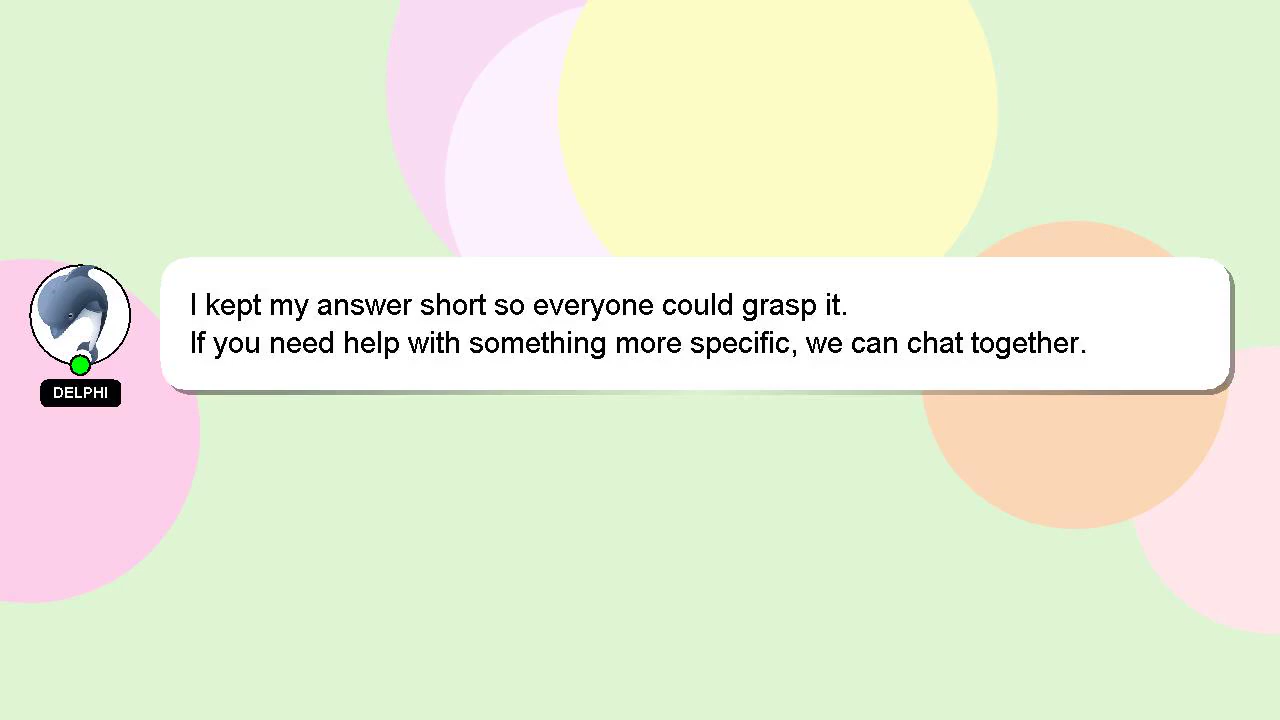 I kept my answer short so everyone could grasp it.
If you need help with something more specific, we can chat together.
DELPHI